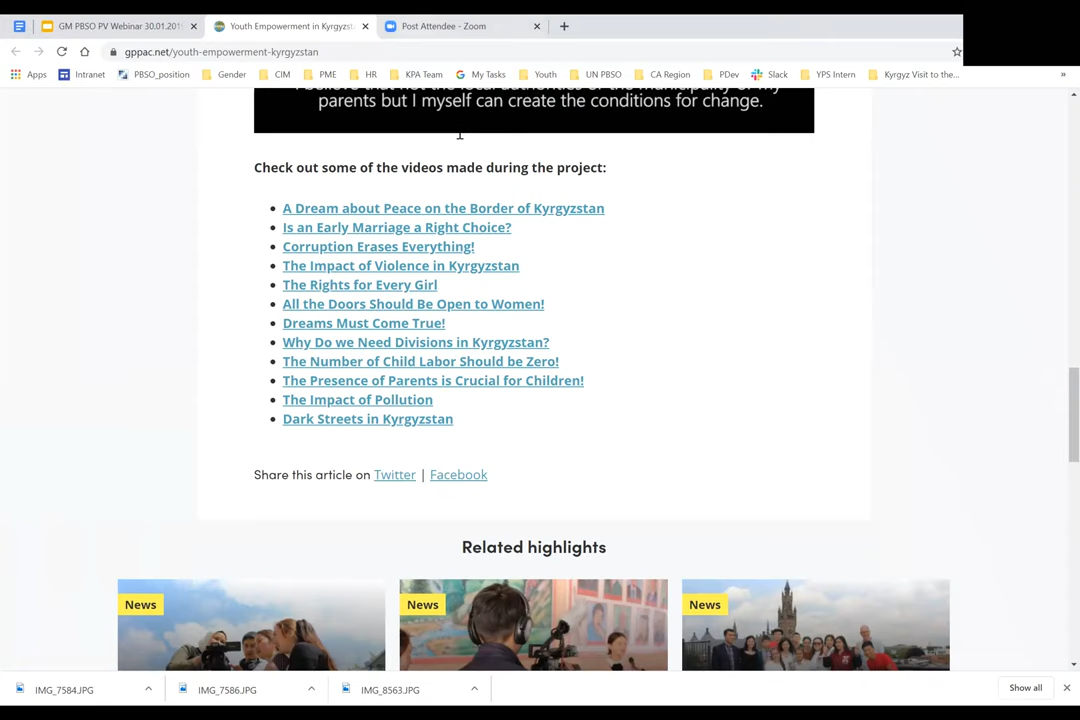 GM PBSO PV Webinar 30.01.201
Youth Empowerment in Kyrgyzst
Post Attendee - Zoom
gppac.net/youth-empowerment-kyrgyzstan
Apps Intranet PBSO_position Gender CIM PME HR KPA Team My Tasks Youth UN PBSO CA Region PDev Slack YPS Intern Kyrgyz Visit to the... »
parents but I myself can create the conditions for change.
Check out some of the videos made during the project:
• A Dream about Peace on the Border of Kyrgyzstan
• Is an Early Marriage a Right Choice?
• Corruption Erases Everything!
• The Impact of Violence in Kyrgyzstan
• The Rights for Every Girl
• All the Doors Should Be Open to Women!
• Dreams Must Come True!
• Why Do we Need Divisions in Kyrgyzstan?
• The Number of Child Labor Should be Zero!
• The Presence of Parents is Crucial for Children!
• The Impact of Pollution
• Dark Streets in Kyrgyzstan
Share this article on Twitter | Facebook
Related highlights
News
News
News
IMG_7584.JPG
IMG_7586.JPG
IMG_8563.JPG
Show all